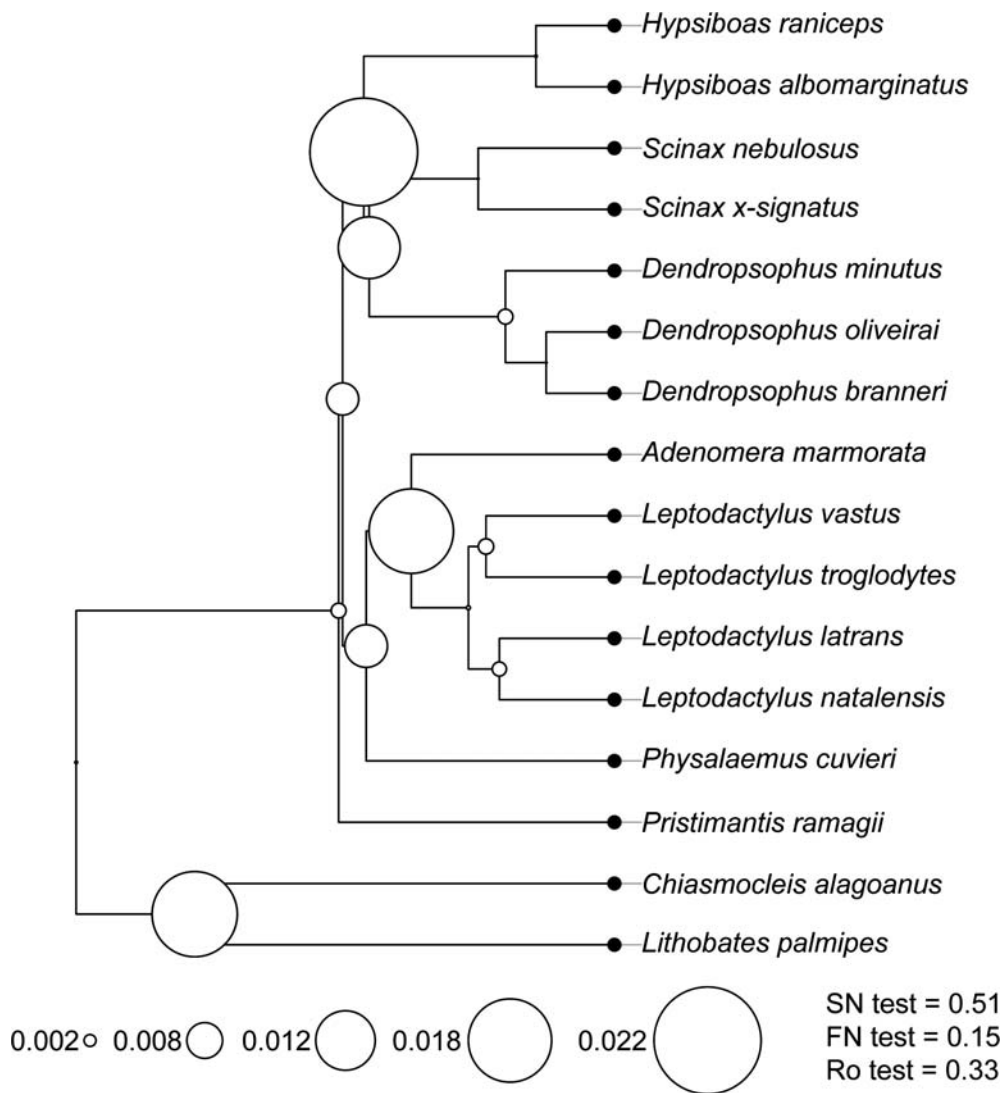 Hypsiboas raniceps
Hypsiboas albomarginatus
Scinax nebulosus
Scinax x-signatus
Dendropsophus minutus
Dendropsophus oliveirai
Dendropsophus branneri
Adenomera marmorata
Leptodactylus vastus
Leptodactylus troglodytes
Leptodactylus latrans
Leptodactylus natalensis
Physalaemus cuvieri
Pristimantis ramagii
Chiasmocleis alagoanus
Lithobates palmipes
0.002 0.008 0.012 0.018 0.022
SN test = 0.51
FN test = 0.15
Ro test = 0.33